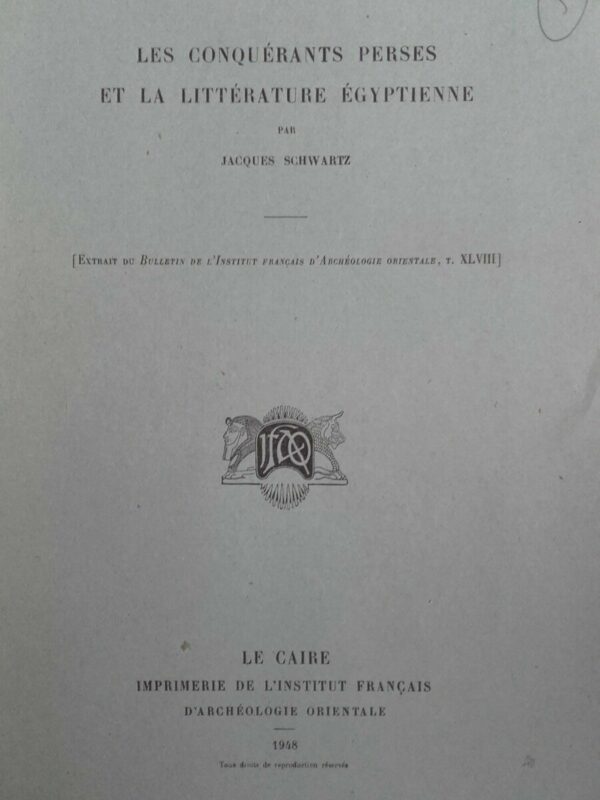 LES CONQUÉRANTS PERSES
ET LA LITTÉRATURE ÉGYPTIENNE
PAR
JACQUES SCHWARTZ
[Extrait du Bulletin de l'Institut français d'Archéologie orientale, t. XLVIII]
LE CAIRE
IMPRIMERIE DE L'INSTITUT FRANÇAIS
D'ARCHÉOLOGIE ORIENTALE
1948
Tous droits de reproduction réservés